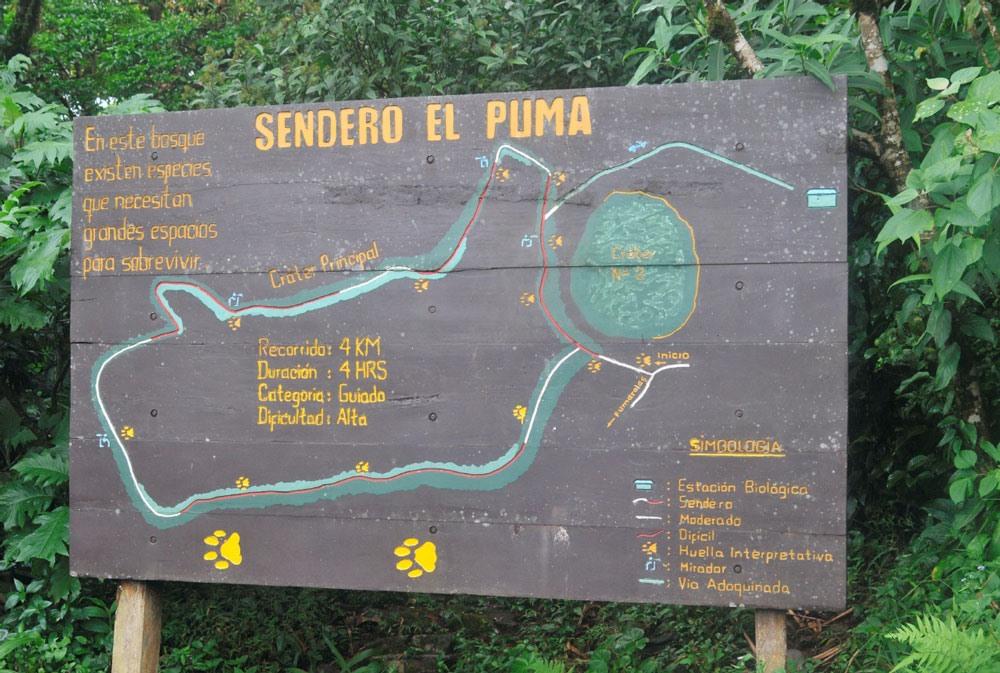 SENDERO EL PUMA
En este bosque
existen especies
que necesitan
grandes espacios
para sobrevivir.
Cráter Principal
Cráter
Nº 2
Recorrido: 4 KM
Duración : 4 HRS
Categoría: Guiado
Dificultad: Alta
INICIO
Fumarolas
SIMBOLOGÍA
: Estación Biológica
: Sendero
: Moderado
: Difícil
: Huella Interpretativa
: Mirador
: Vía Adoquinada